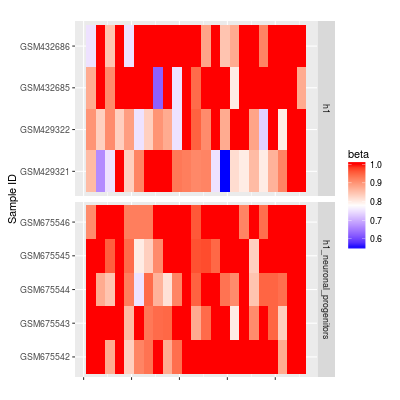 GSM432686
GSM432685
GSM429322
GSM429321
h1
Sample ID
GSM675546
GSM675545
GSM675544
GSM675543
GSM675542
h1_neuronal_progenitors
beta
1.0
0.9
0.8
0.7
0.6